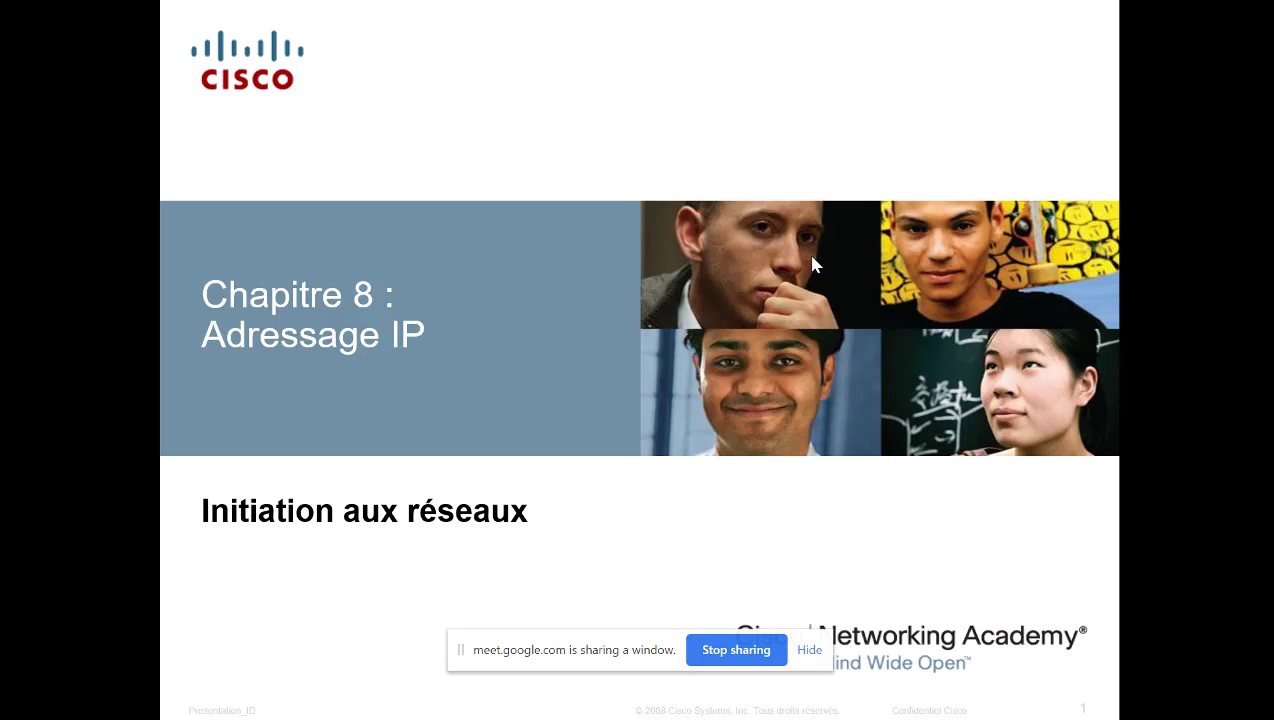 CISCO
Chapitre 8 :
Adressage IP
Initiation aux réseaux
Networking Academy®
Wide Open™
meet.google.com is sharing a window. Stop sharing Hide
Presentation_ID © 2008 Cisco Systems, Inc. Tous droits réservés. Confidentiel Cisco 1